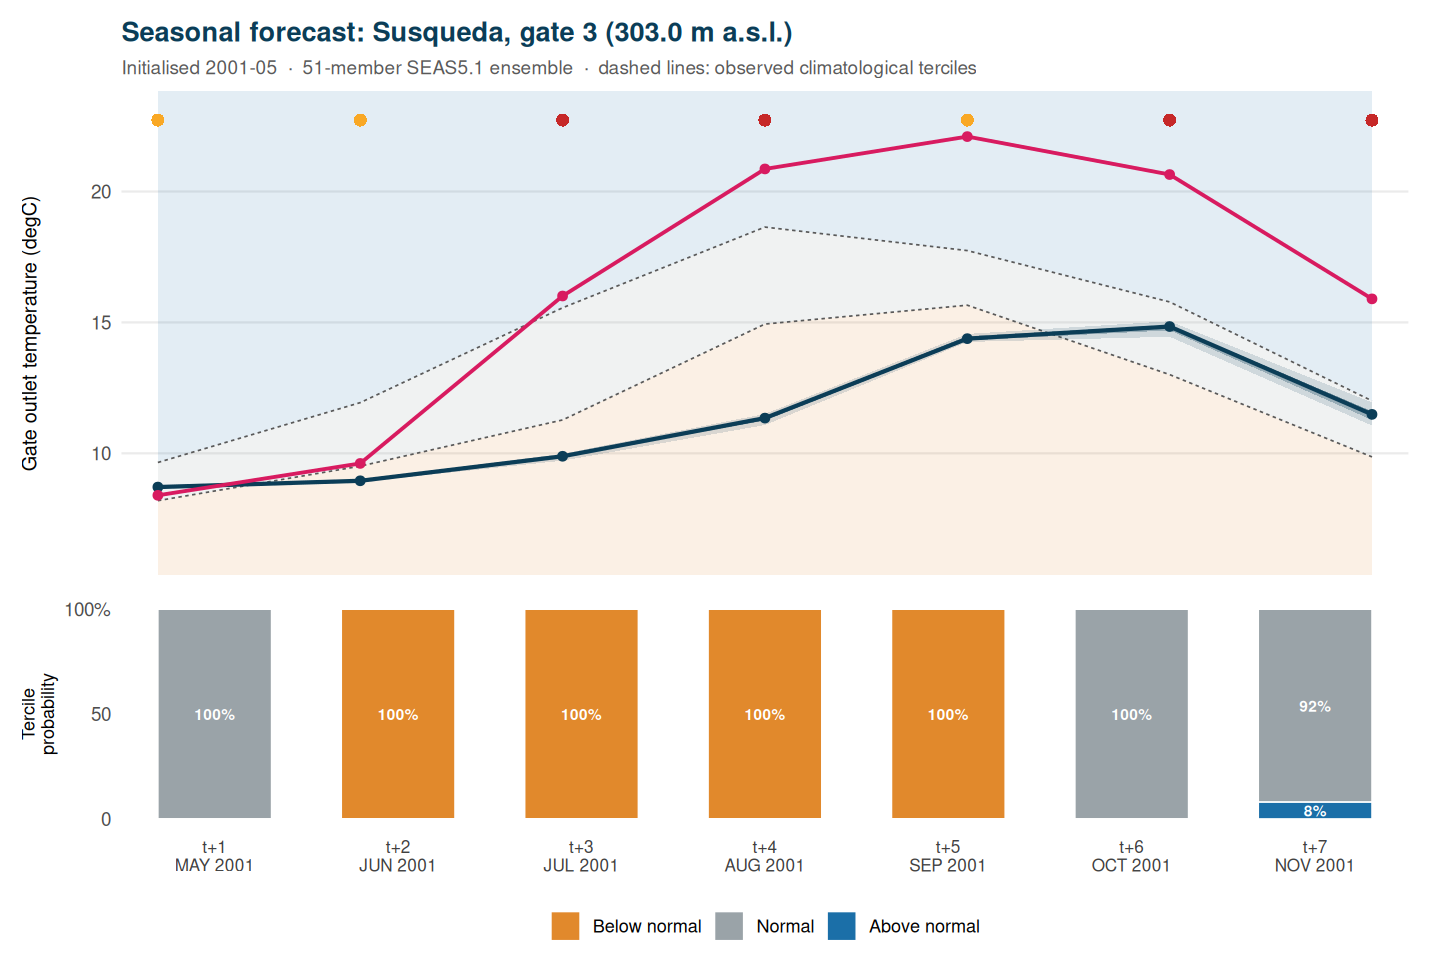 Seasonal forecast: Susqueda, gate 3 (303.0 m a.s.l.)
Initialised 2001-05 · 51-member SEAS5.1 ensemble · dashed lines: observed climatological terciles
Gate outlet temperature (degC)
20
15
10
Tercile
probability
100%
50
0
100%
100%
100%
100%
100%
100%
92%
8%
t+1
MAY 2001
t+2
JUN 2001
t+3
JUL 2001
t+4
AUG 2001
t+5
SEP 2001
t+6
OCT 2001
t+7
NOV 2001
Below normal
Normal
Above normal